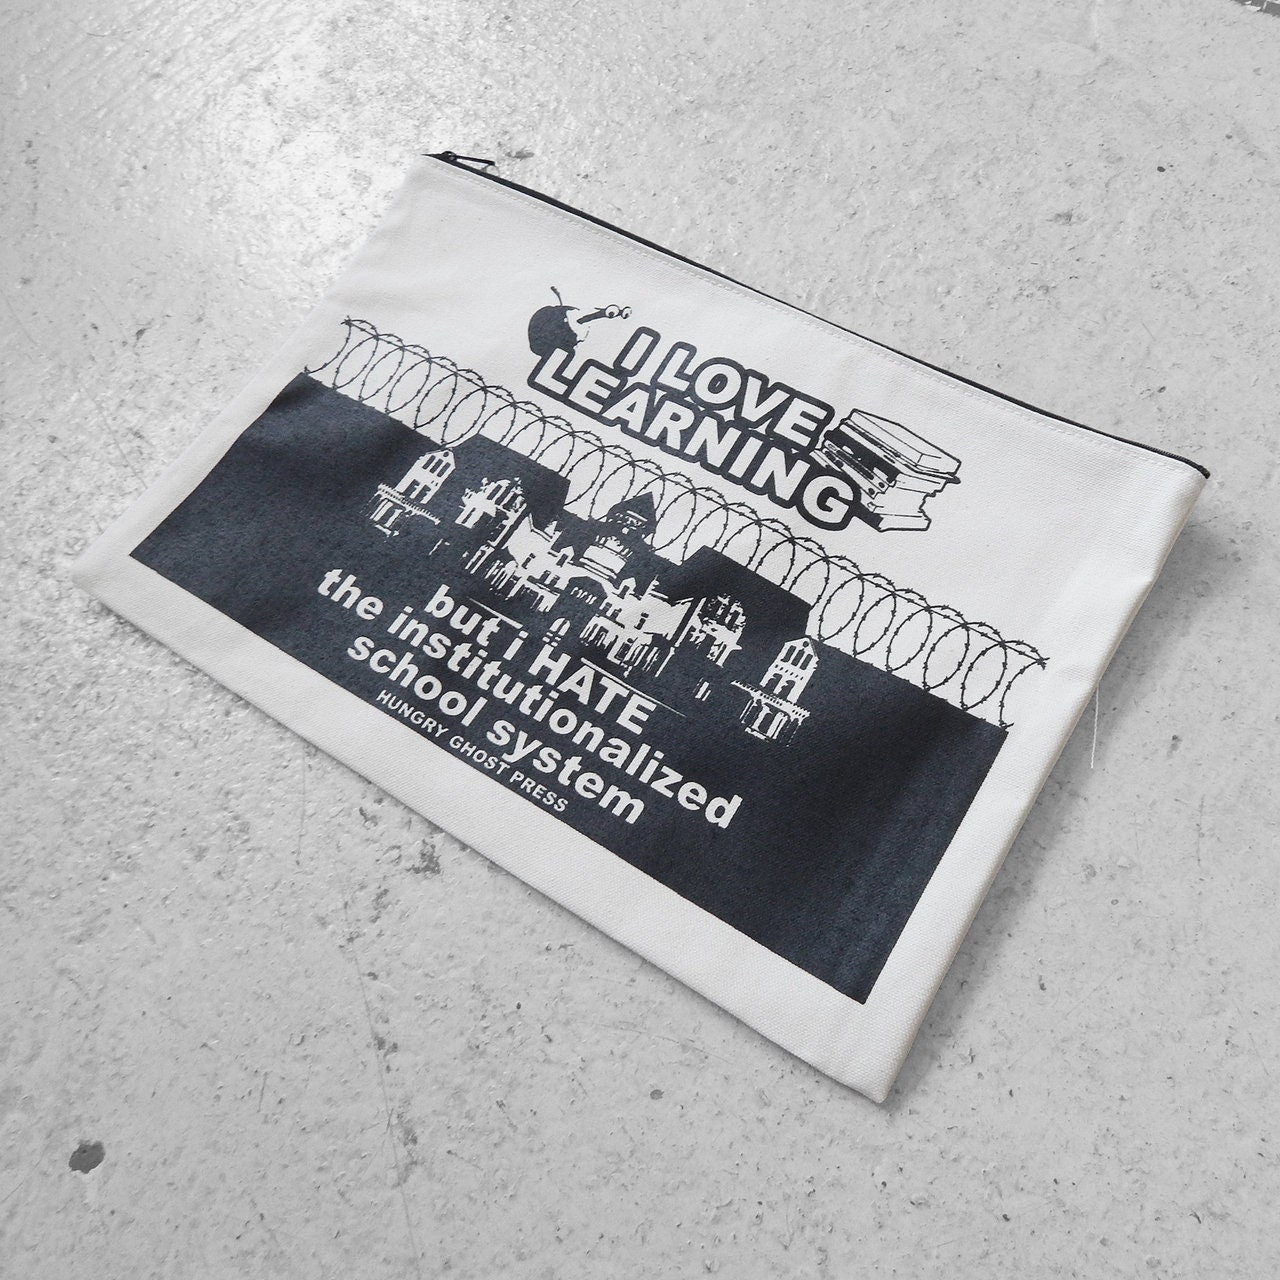 I LOVE
LEARNING
but i HATE
the institutionalized
school system
HUNGRY GHOST PRESS